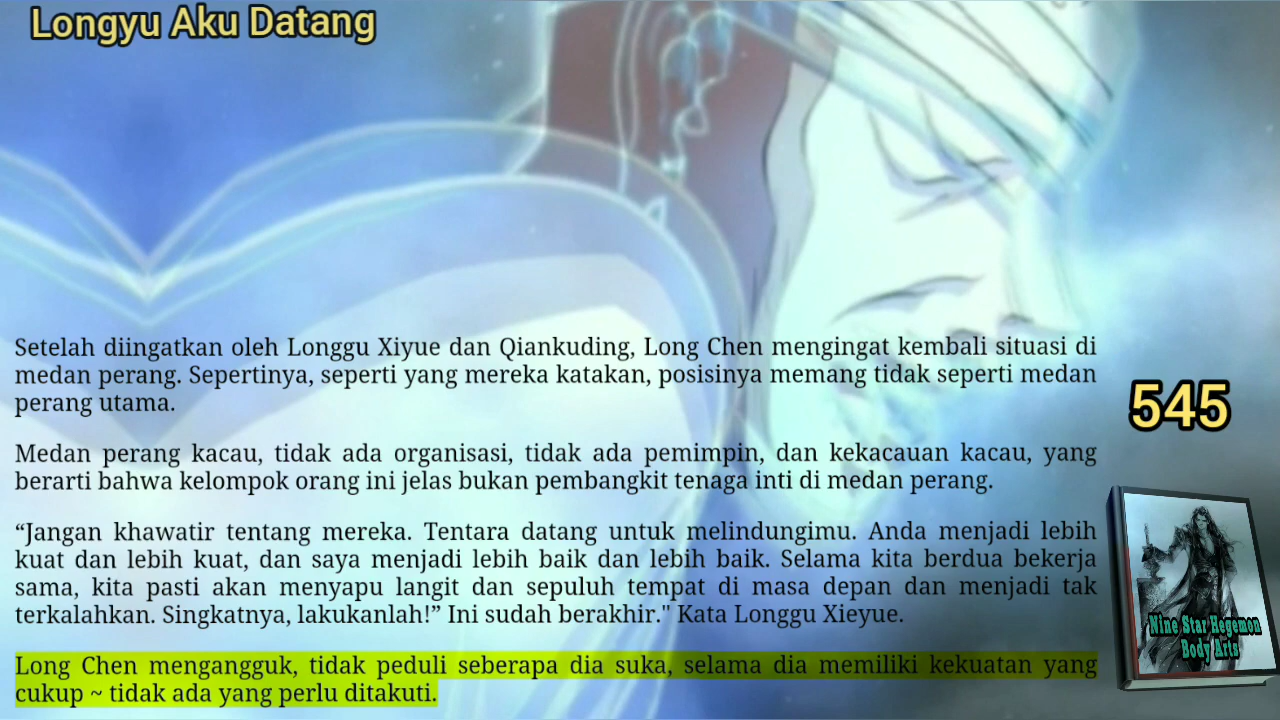 Longyu Aku Datang
Setelah diingatkan oleh Longgu Xiyue dan Qiankuding, Long Chen mengingat kembali situasi di
medan perang. Sepertinya, seperti yang mereka katakan, posisinya memang tidak seperti medan
perang utama.
Medan perang kacau, tidak ada organisasi, tidak ada pemimpin, dan kekacauan kacau, yang
berarti bahwa kelompok orang ini jelas bukan pembangkit tenaga inti di medan perang.
“Jangan khawatir tentang mereka. Tentara datang untuk melindungimu. Anda menjadi lebih
kuat dan lebih kuat, dan saya menjadi lebih baik dan lebih baik. Selama kita berdua bekerja
sama, kita pasti akan menyapu langit dan sepuluh tempat di masa depan dan menjadi tak
terkalahkan. Singkatnya, lakukanlah!” Ini sudah berakhir." Kata Longgu Xieyue.
Long Chen mengangguk, tidak peduli seberapa dia suka, selama dia memiliki kekuatan yang
cukup ~ tidak ada yang perlu ditakuti.
545
Nine Star Hegemon
Body Arts